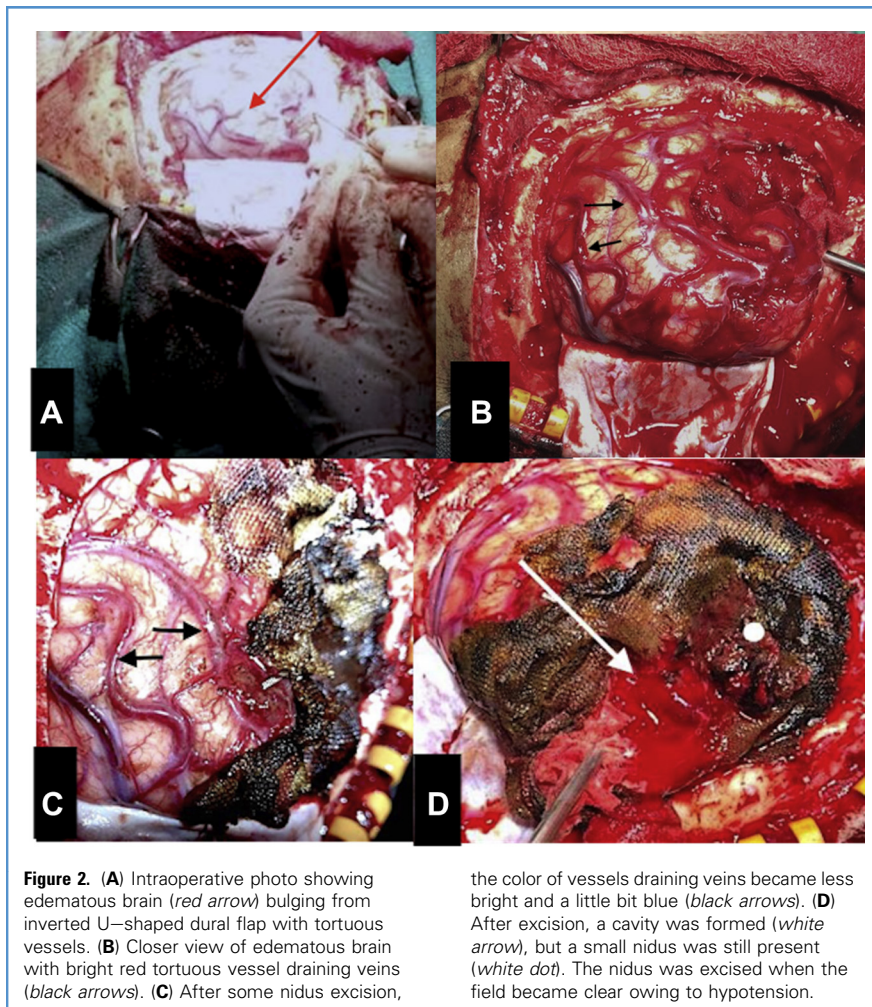 A
B
C
D
Figure 2. (A) Intraoperative photo showing
edematous brain (red arrow) bulging from
inverted U—shaped dural flap with tortuous
vessels. (B) Closer view of edematous brain
with bright red tortuous vessel draining veins
(black arrows). (C) After some nidus excision,
the color of vessels draining veins became less
bright and a little bit blue (black arrows). (D)
After excision, a cavity was formed (white
arrow), but a small nidus was still present
(white dot). The nidus was excised when the
field became clear owing to hypotension.